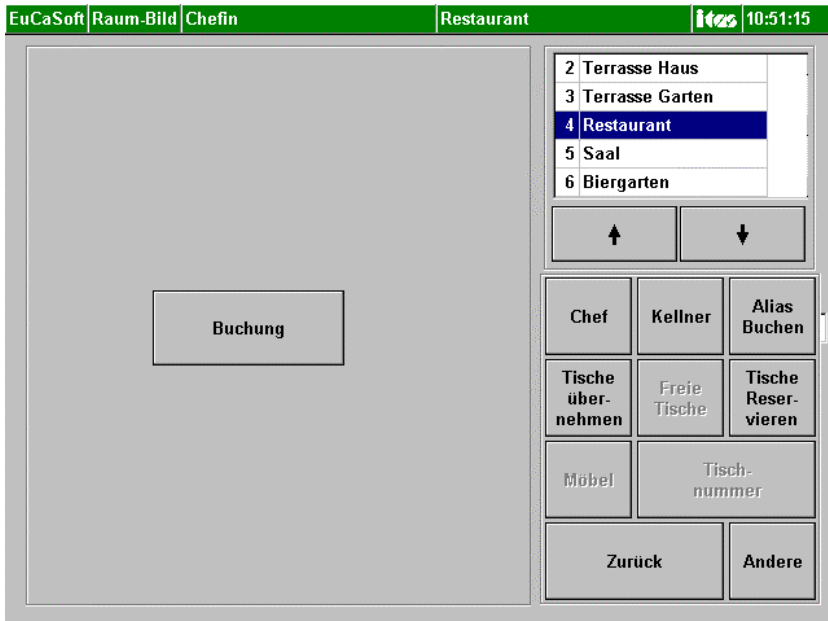 EuCaSoft Raum-Bild Chefin Restaurant ites 10:51:15
2 Terrasse Haus
3 Terrasse Garten
4 Restaurant
5 Saal
6 Biergarten
Buchung
Chef
Kellner
Alias
Buchen
Tische
über-
nehmen
Freie
Tische
Tische
Reser-
vieren
Möbel
Tisch-
nummer
Zurück
Andere